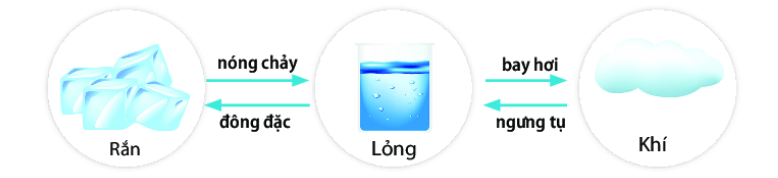 nóng chảy
bay hơi
đông đặc
ngưng tụ
Rắn
Lỏng
Khí